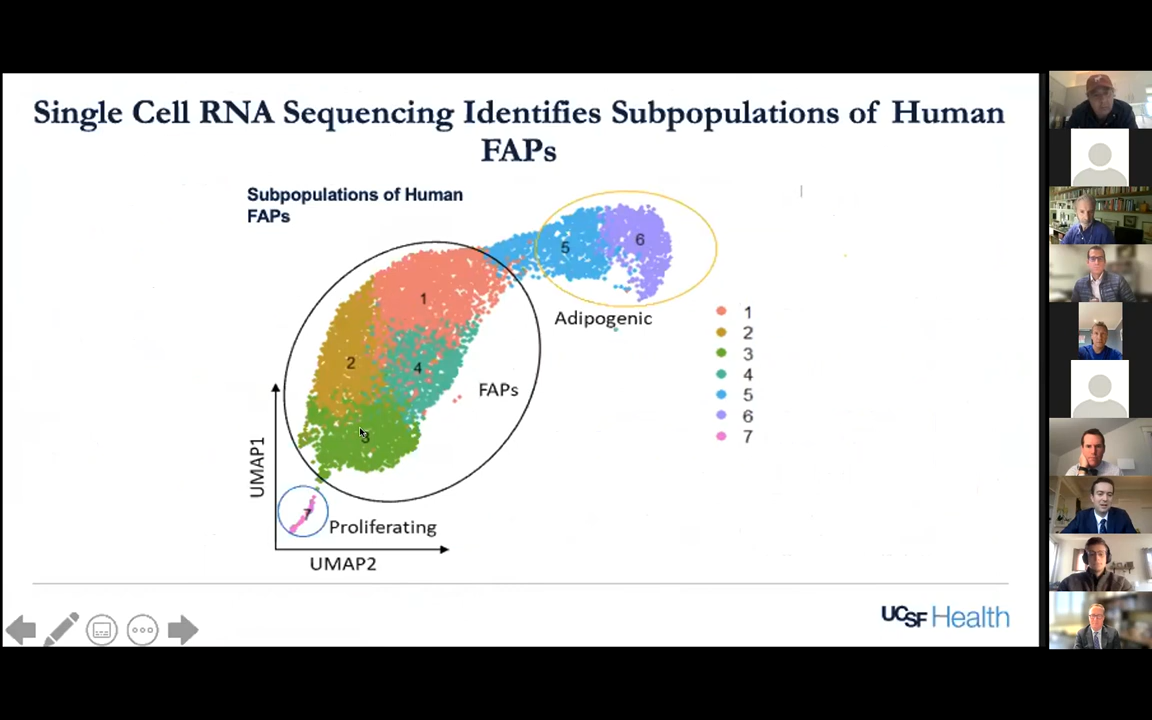 Single Cell RNA Sequencing Identifies Subpopulations of Human
FAPs
Subpopulations of Human
FAPs
5
6
1
Adipogenic
2
4
FAPs
3
7
Proliferating
UMAP1
UMAP2
1
2
3
4
5
6
7
UCSF Health